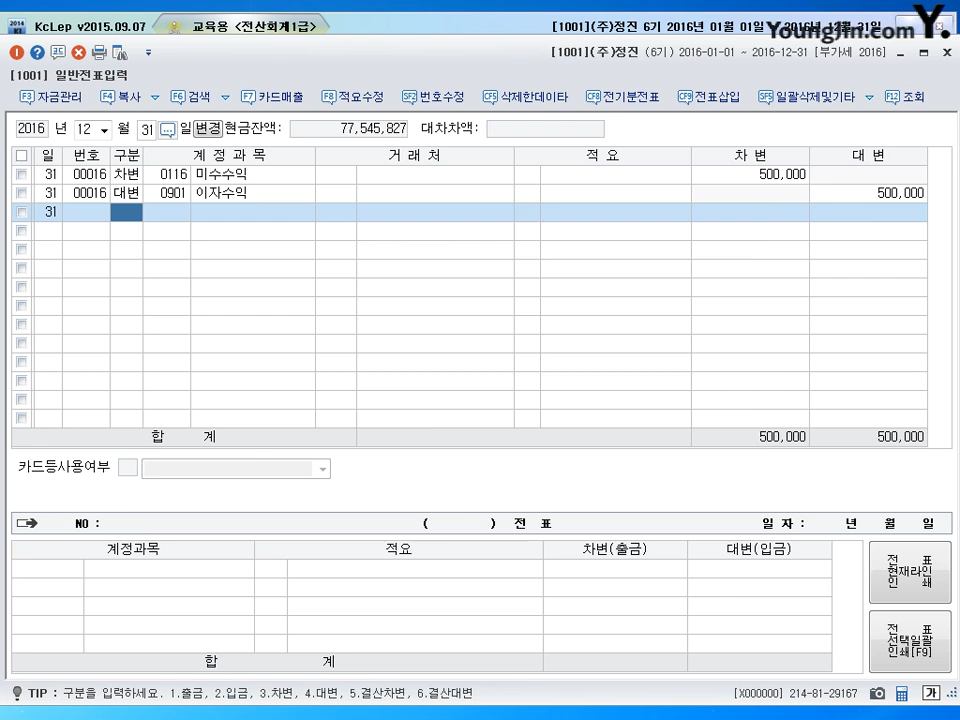 KcLep v2015.09.07 교육용 <전산회계1급> [1001](주)정진 6기 2016년 01월 01일 ~ 2016년 12월 31일
YoungJin.com Y.
[1001](주)정진 (6기) 2016-01-01 ~ 2016-12-31 [부가세 2016]
[1001] 일반전표입력
F3 자금관리 F4 복사 F6 검색 F7 카드매출 F8 적요수정 SF2 번호수정 CF5 삭제한데이타 CF8 전기분전표 CF9 전표삽입 SF5 일괄삭제및기타 F12 조회
2016 년 12 월 31 일 변경 현금잔액: 77,545,827 대차차액:
일 번호 구분 계 정 과 목 거 래 처 적 요 차 변 대 변
31 00016 차변 0116 미수수익 500,000
31 00016 대변 0901 이자수익 500,000
31
합 계 500,000 500,000
카드등사용여부
NO : ( ) 전 표 일 자 : 년 월 일
계정과목 적요 차변(출금) 대변(입금)
합 계
전 표
현재라인
인 쇄
전 표
선택일괄
인쇄[F9]
TIP : 구분을 입력하세요. 1.출금, 2.입금, 3.차변, 4.대변, 5.결산차변, 6.결산대변 [X000000] 214-81-29167 가